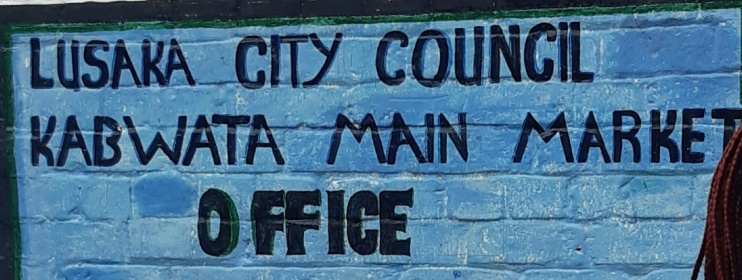 LUSAKA CITY COUNCIL
KABWATA MAIN MARKET
OFFICE